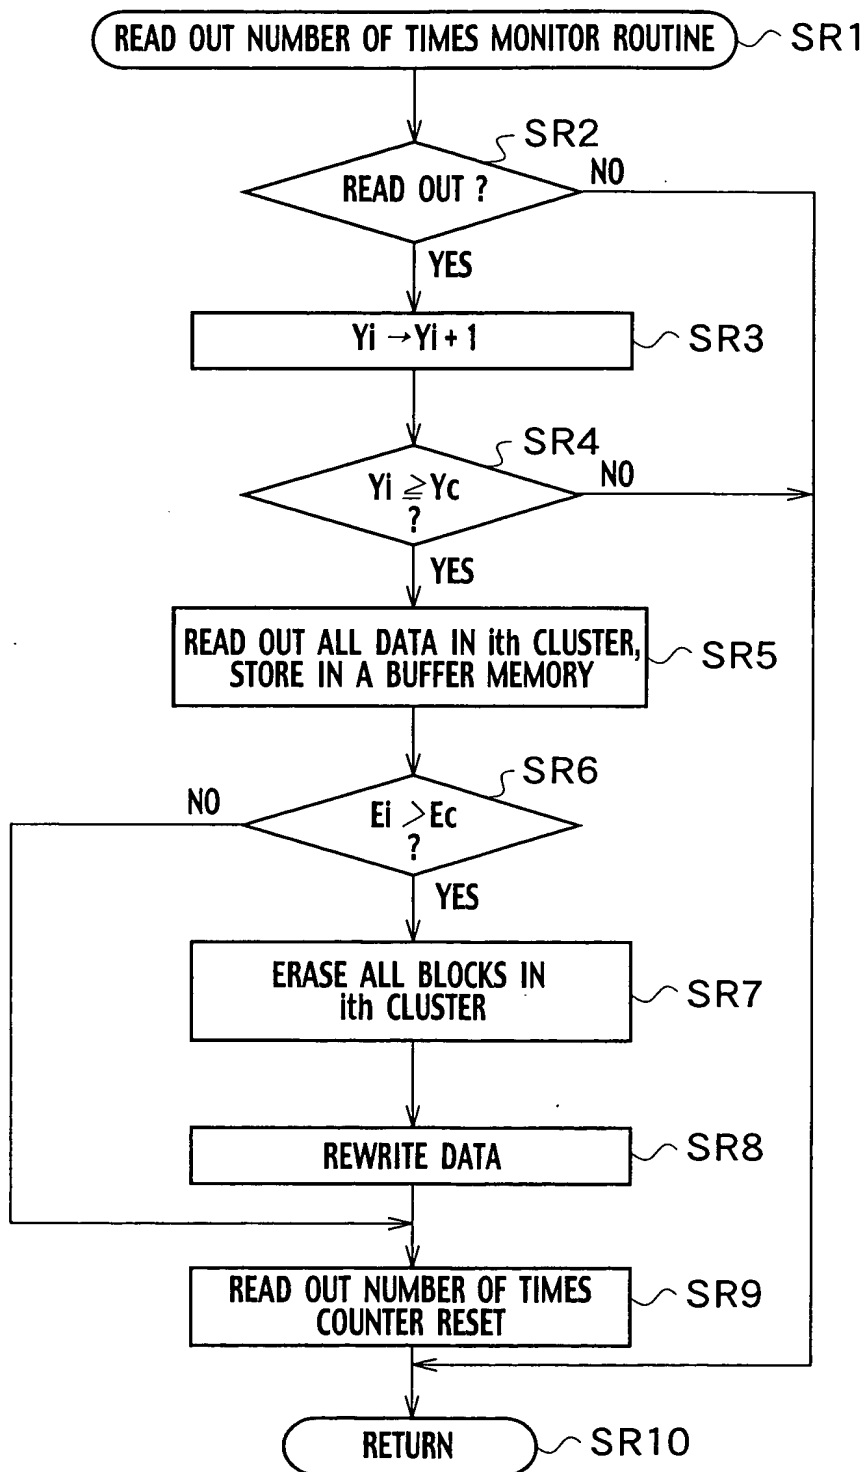 READ OUT NUMBER OF TIMES MONITOR ROUTINE
SR1
SR2
READ OUT ?
NO
YES
Yi → Yi + 1
SR3
SR4
Yi ≧ Yc
?
NO
YES
READ OUT ALL DATA IN ith CLUSTER,
STORE IN A BUFFER MEMORY
SR5
SR6
NO
Ei > Ec
?
YES
ERASE ALL BLOCKS IN
ith CLUSTER
SR7
REWRITE DATA
SR8
READ OUT NUMBER OF TIMES
COUNTER RESET
SR9
RETURN
SR10